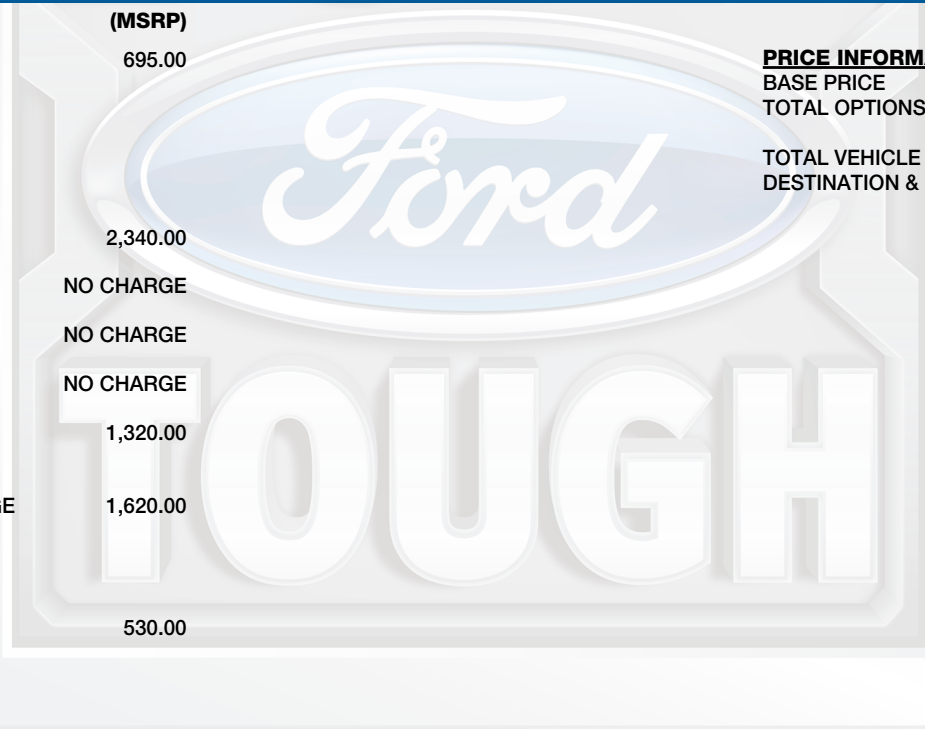 (MSRP)
695.00
2,340.00
NO CHARGE
NO CHARGE
NO CHARGE
1,320.00
1,620.00
530.00
PRICE INFORM
BASE PRICE
TOTAL OPTIONS
TOTAL VEHICLE
DESTINATION &
Ford
TOUGH